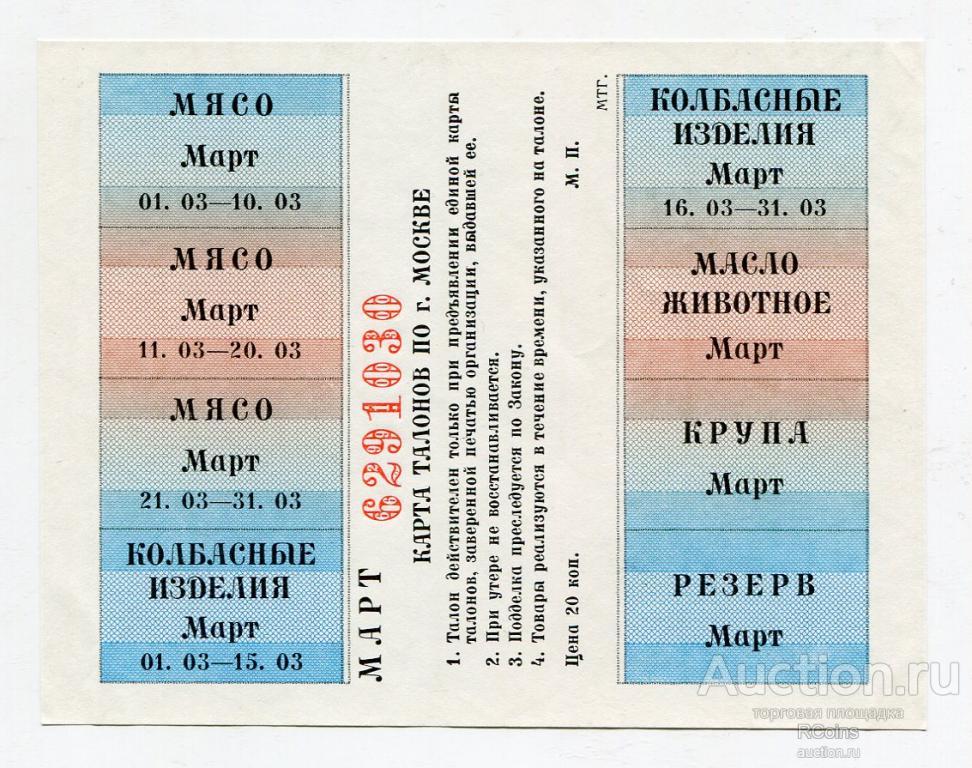 МЯСО
Март
01. 03—10. 03
МЯСО
Март
11. 03—20. 03
МЯСО
Март
21. 03—31. 03
КОЛБАСНЫЕ
ИЗДЕЛИЯ
Март
01. 03—15. 03
МАРТ 6291030
КАРТА ТАЛОНОВ ПО г. МОСКВЕ
1. Талон действителен только при предъявлении единой карты
талонов, заверенной печатью организации, выдавшей ее.
2. При утере не восстанавливается.
3. Подделка преследуется по Закону.
4. Товары реализуются в течение времени, указанного на талоне.
Цена 20 коп. М. П.
МТГ.
КОЛБАСНЫЕ
ИЗДЕЛИЯ
Март
16. 03—31. 03
МАСЛО
ЖИВОТНОЕ
Март
КРУПА
Март
РЕЗЕРВ
Март
Auction.ru
торговая площадка
RCoins
auction.ru